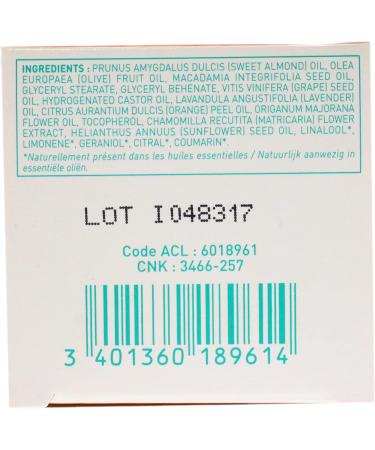 INGREDIENTS : PRUNUS AMYGDALUS DULCIS (SWEET ALMOND) OIL, OLEA
EUROPAEA (OLIVE) FRUIT OIL, MACADAMIA INTEGRIFOLIA SEED OIL,
GLYCERYL STEARATE, GLYCERYL BEHENATE, VITIS VINIFERA (GRAPE) SEED
OIL, HYDROGENATED CASTOR OIL, LAVANDULA ANGUSTIFOLIA (LAVENDER)
OIL, CITRUS AURANTIUM DULCIS (ORANGE) PEEL OIL, ORIGANUM MAJORANA
FLOWER OIL, TOCOPHEROL, CHAMOMILLA RECUTITA (MATRICARIA) FLOWER
EXTRACT, HELIANTHUS ANNUUS (SUNFLOWER) SEED OIL, LINALOOL*,
LIMONENE*, GERANIOL*, CITRAL*, COUMARIN*.
*Naturellement présent dans les huiles essentielles / Natuurlijk aanwezig in
essentiële oliën.
LOT I048317
Code ACL : 6018961
CNK : 3466-257
3 401360 189614